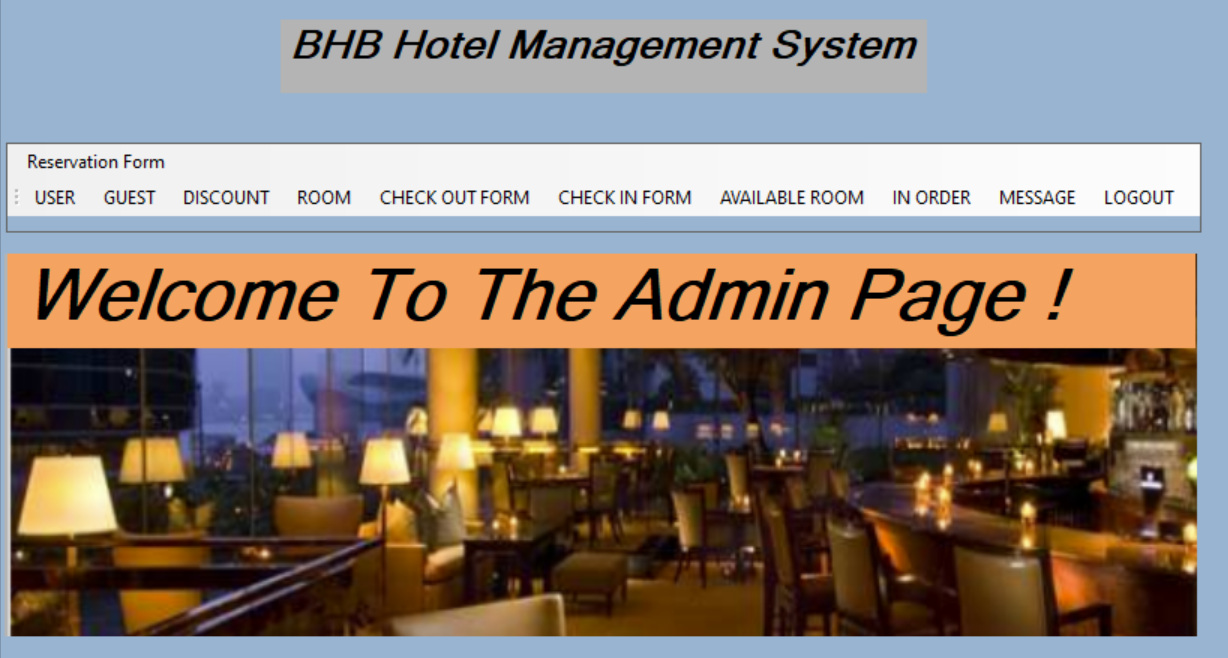 BHB Hotel Management System
Reservation Form
USER GUEST DISCOUNT ROOM CHECK OUT FORM CHECK IN FORM AVAILABLE ROOM IN ORDER MESSAGE LOGOUT
Welcome To The Admin Page !